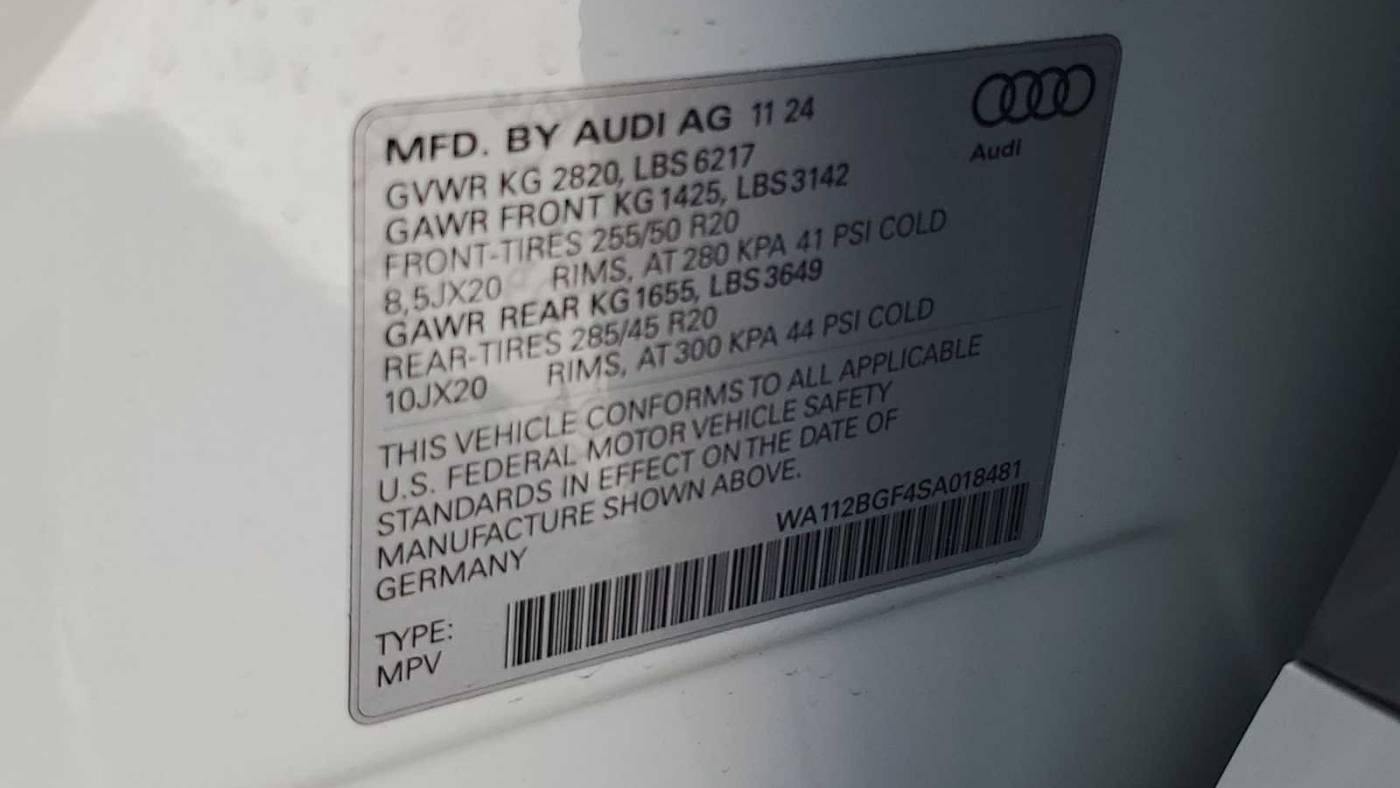 MFD. BY AUDI AG 11 24
Audi
GVWR KG 2820, LBS 6217
GAWR FRONT KG 1425, LBS 3142
FRONT-TIRES 255/50 R20
8,5JX20 RIMS, AT 280 KPA 41 PSI COLD
GAWR REAR KG 1655, LBS 3649
REAR-TIRES 285/45 R20
10JX20 RIMS, AT 300 KPA 44 PSI COLD
THIS VEHICLE CONFORMS TO ALL APPLICABLE
U.S. FEDERAL MOTOR VEHICLE SAFETY
STANDARDS IN EFFECT ON THE DATE OF
MANUFACTURE SHOWN ABOVE.
GERMANY
WA112BGF4SA018481
TYPE:
MPV